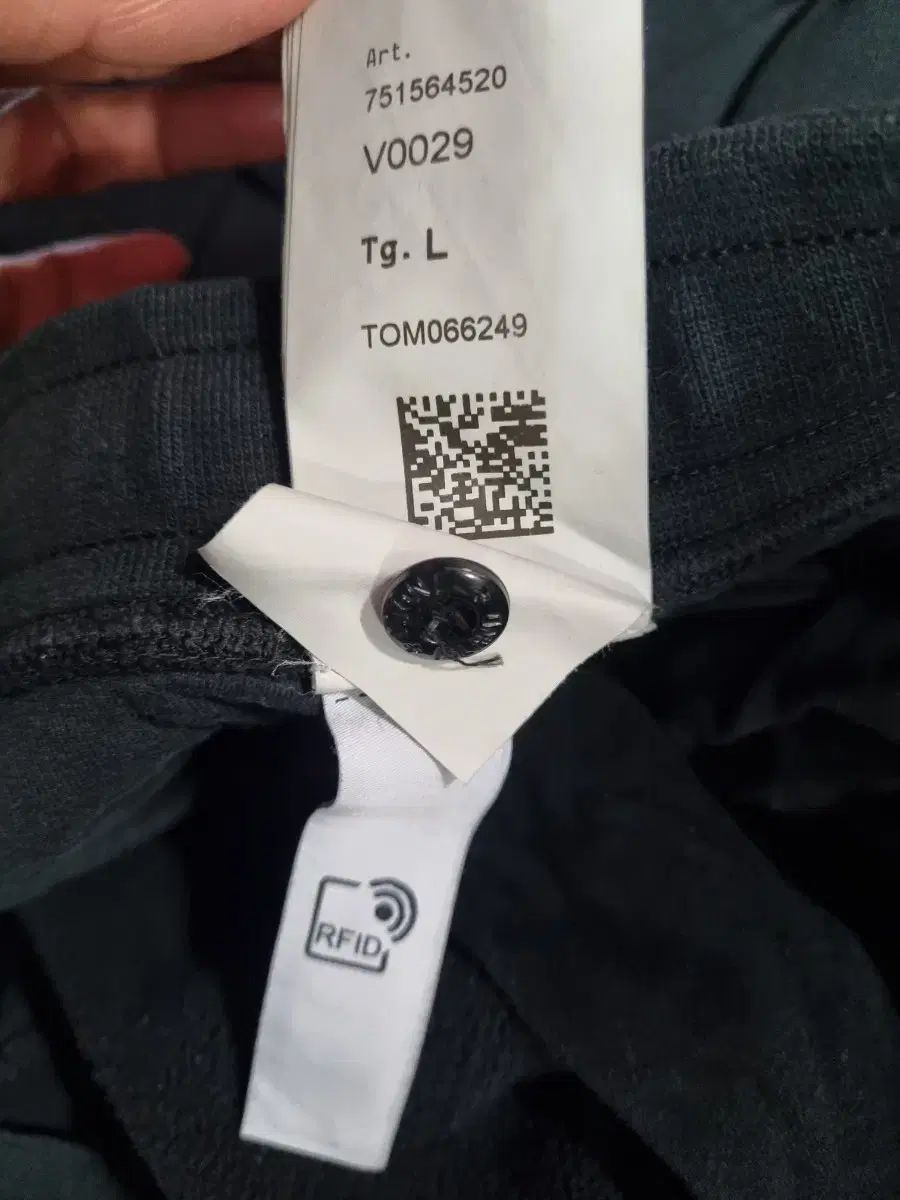 Art.
751564520
V0029
Tg. L
TOM066249
RFID